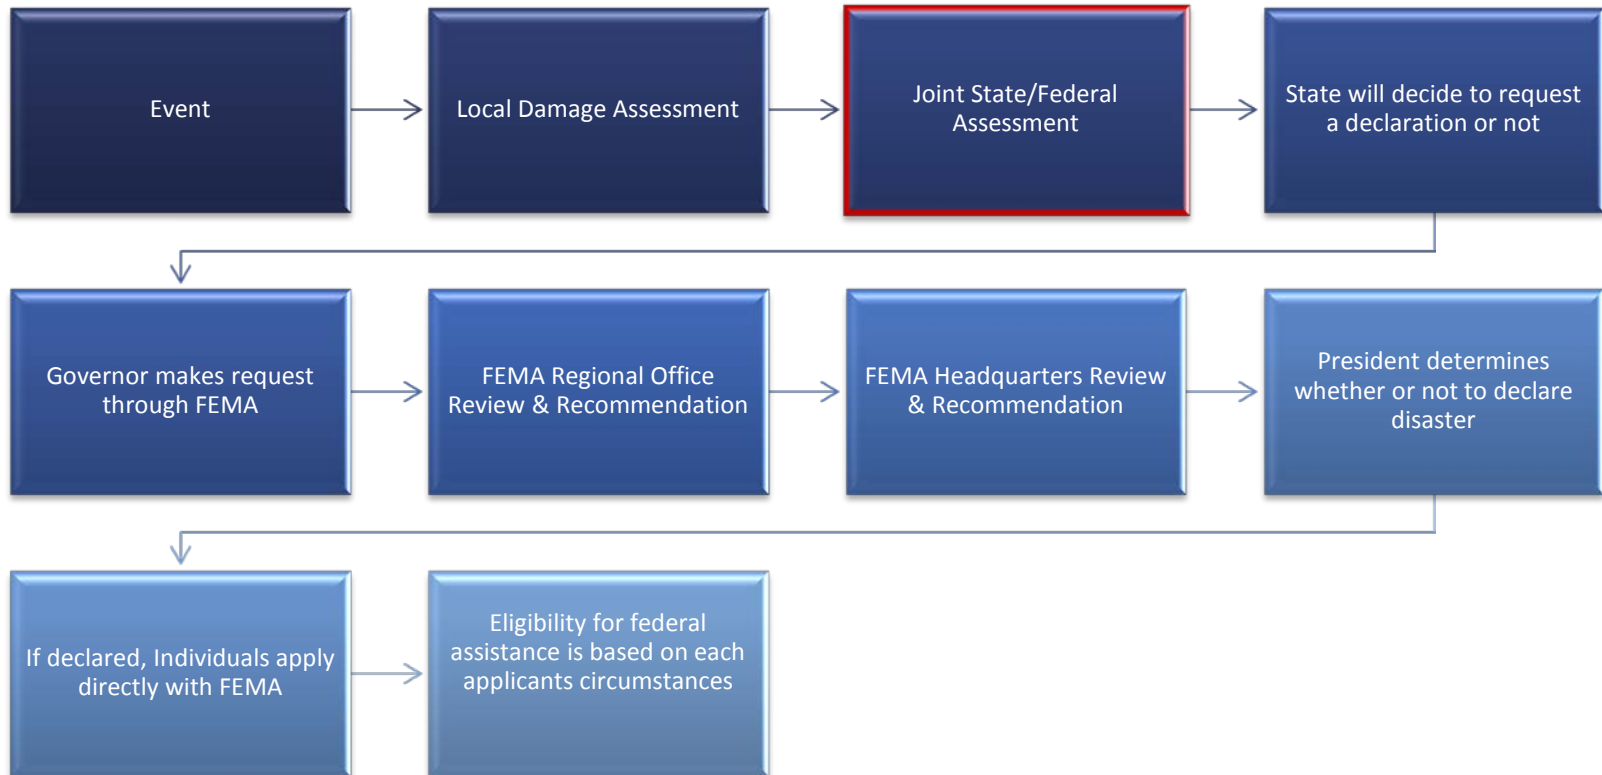 Event
Local Damage Assessment
Joint State/Federal
Assessment
State will decide to request
a declaration or not
Governor makes request
through FEMA
FEMA Regional Office
Review & Recommendation
FEMA Headquarters Review
& Recommendation
President determines
whether or not to declare
disaster
If declared, Individuals apply
directly with FEMA
Eligibility for federal
assistance is based on each
applicants circumstances